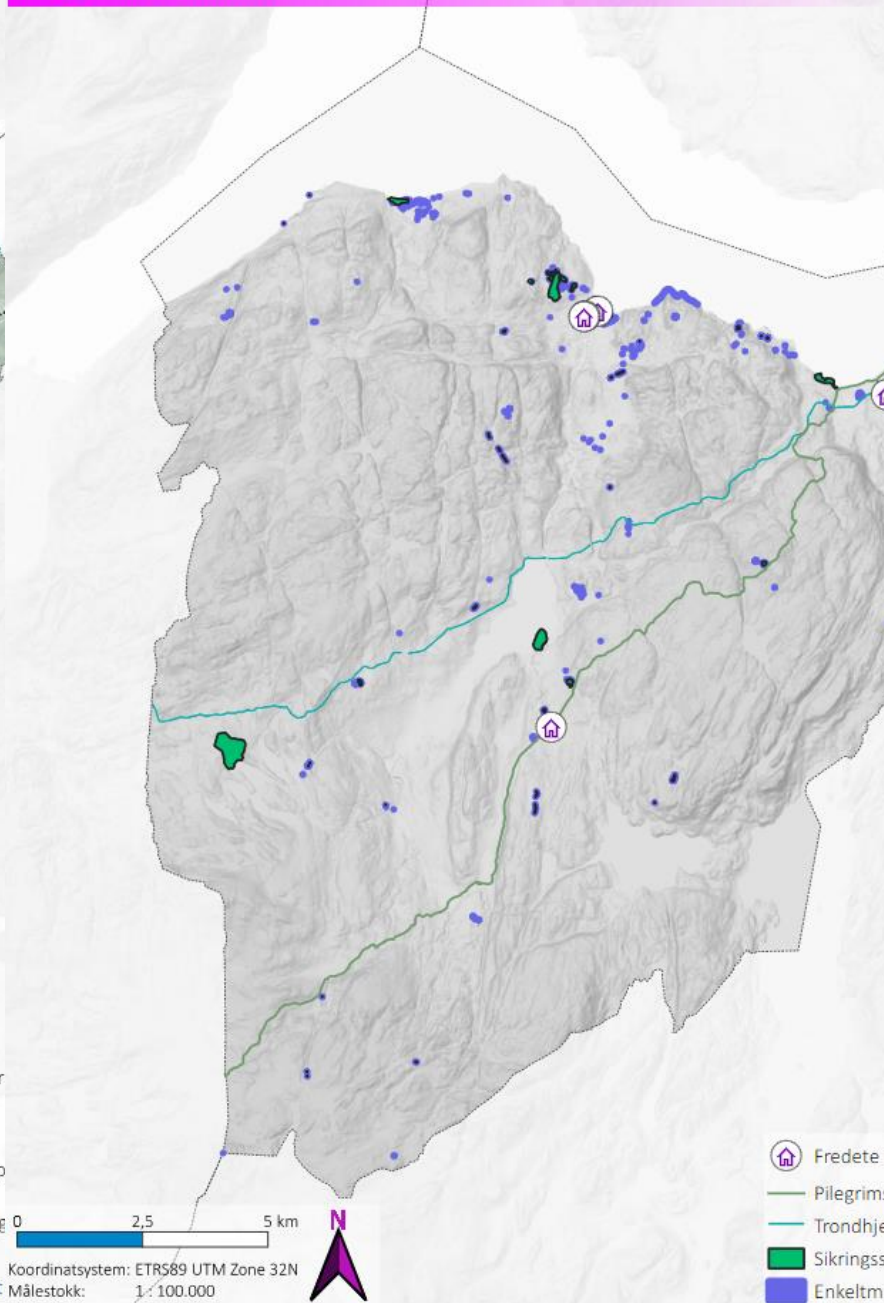 0 2,5 5 km
N
Koordinatsystem: ETRS89 UTM Zone 32N
Målestokk: 1 : 100.000
Fredete
Pilegrims
Trondhje
Sikringss
Enkeltm